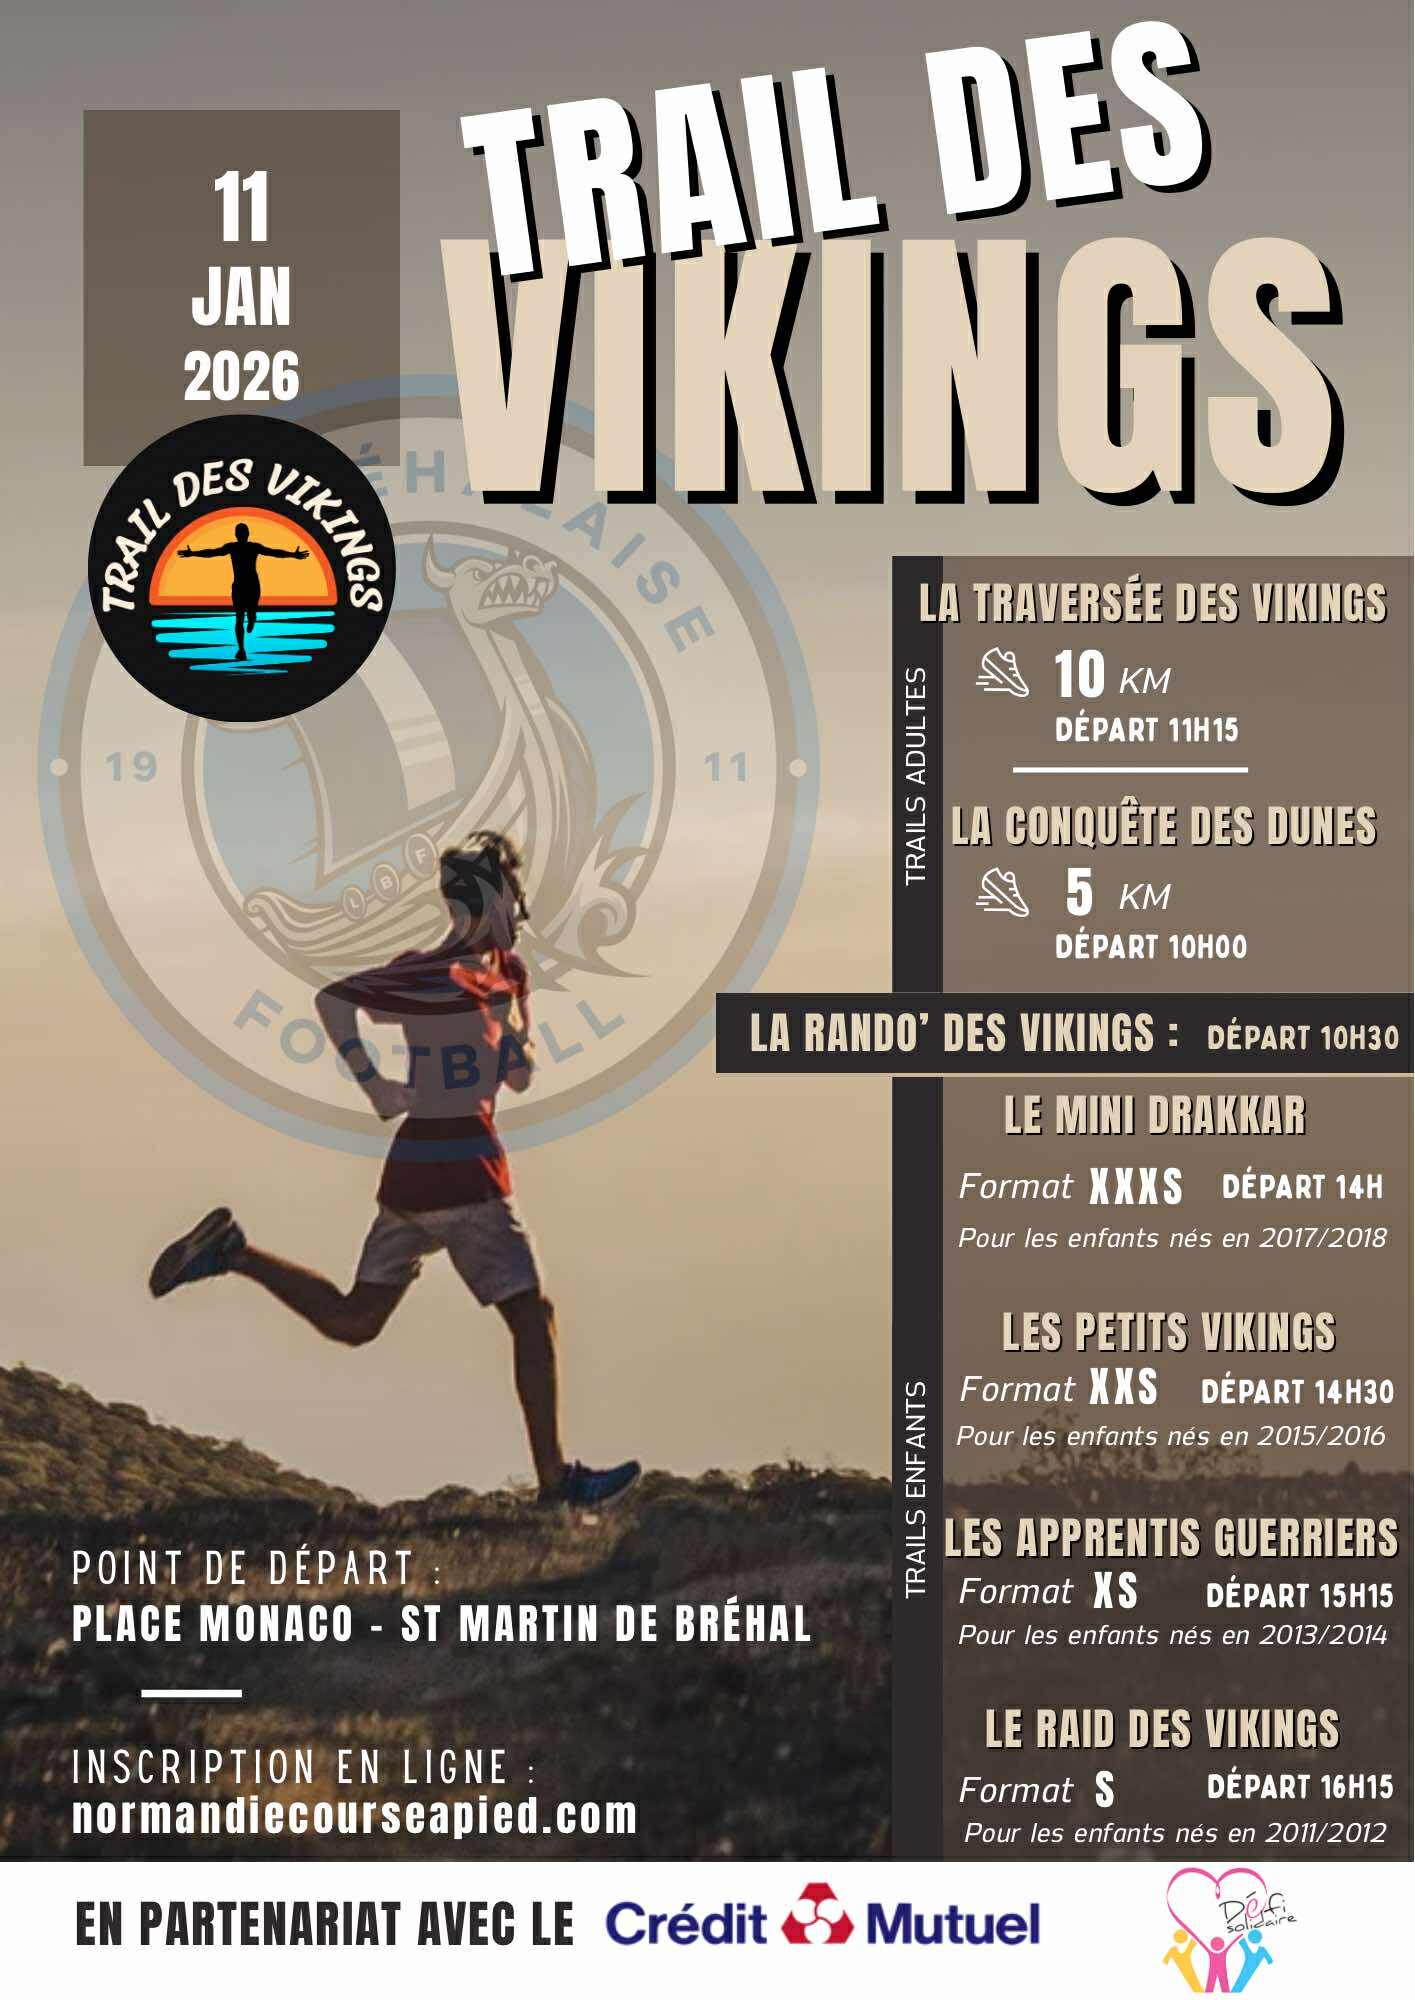 TRAIL DES
VIKINGS
11
JAN
2026
TRAIL DES VIKINGS
19
11
LBF
FOOTBALL
LA TRAVERSÉE DES VIKINGS
10 KM
DÉPART 11H15
TRAILS ADULTES
LA CONQUÊTE DES DUNES
5 KM
DÉPART 10H00
LA RANDO’ DES VIKINGS : DÉPART 10H30
TRAILS ENFANTS
LE MINI DRAKKAR
Format XXXS DÉPART 14H
Pour les enfants nés en 2017/2018
LES PETITS VIKINGS
Format XXS DÉPART 14H30
Pour les enfants nés en 2015/2016
LES APPRENTIS GUERRIERS
Format XS DÉPART 15H15
Pour les enfants nés en 2013/2014
LE RAID DES VIKINGS
Format S DÉPART 16H15
Pour les enfants nés en 2011/2012
POINT DE DÉPART :
PLACE MONACO - ST MARTIN DE BRÉHAL
INSCRIPTION EN LIGNE :
normandiecourseapied.com
EN PARTENARIAT AVEC LE Crédit Mutuel
Défi
solidaire